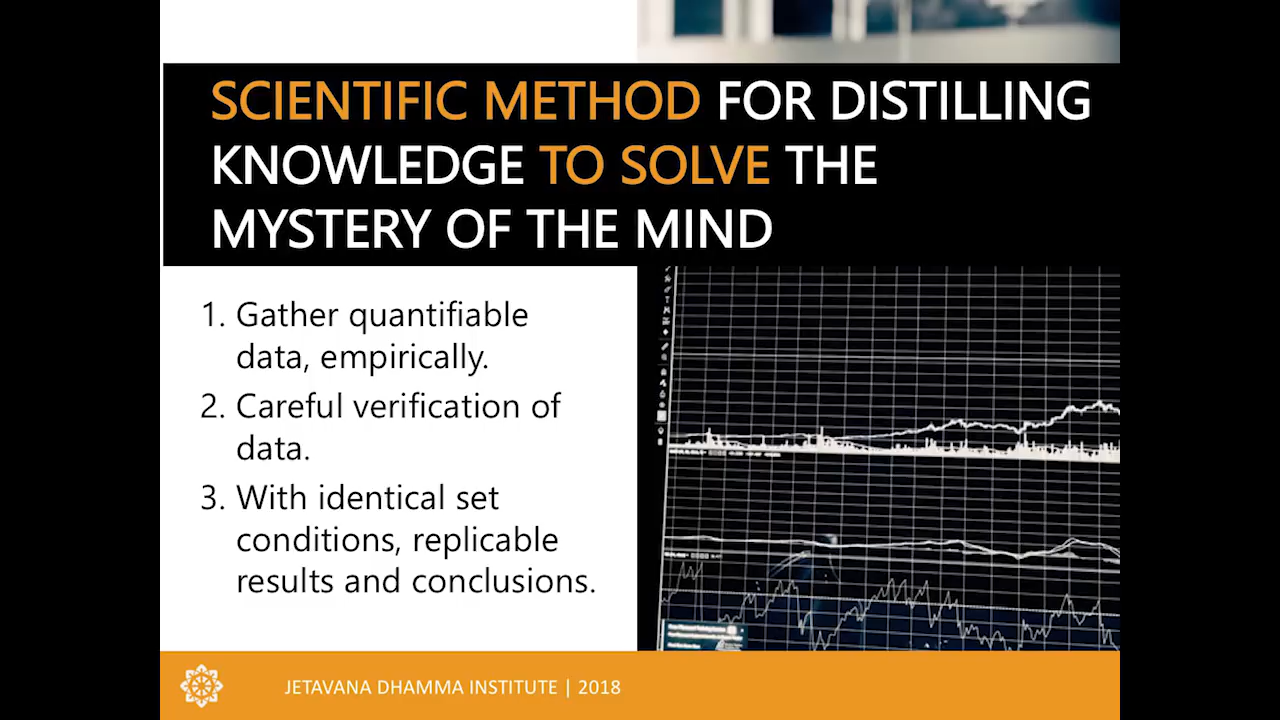 SCIENTIFIC METHOD FOR DISTILLING
KNOWLEDGE TO SOLVE THE
MYSTERY OF THE MIND
1. Gather quantifiable
data, empirically.
2. Careful verification of
data.
3. With identical set
conditions, replicable
results and conclusions.
JETAVANA DHAMMA INSTITUTE | 2018